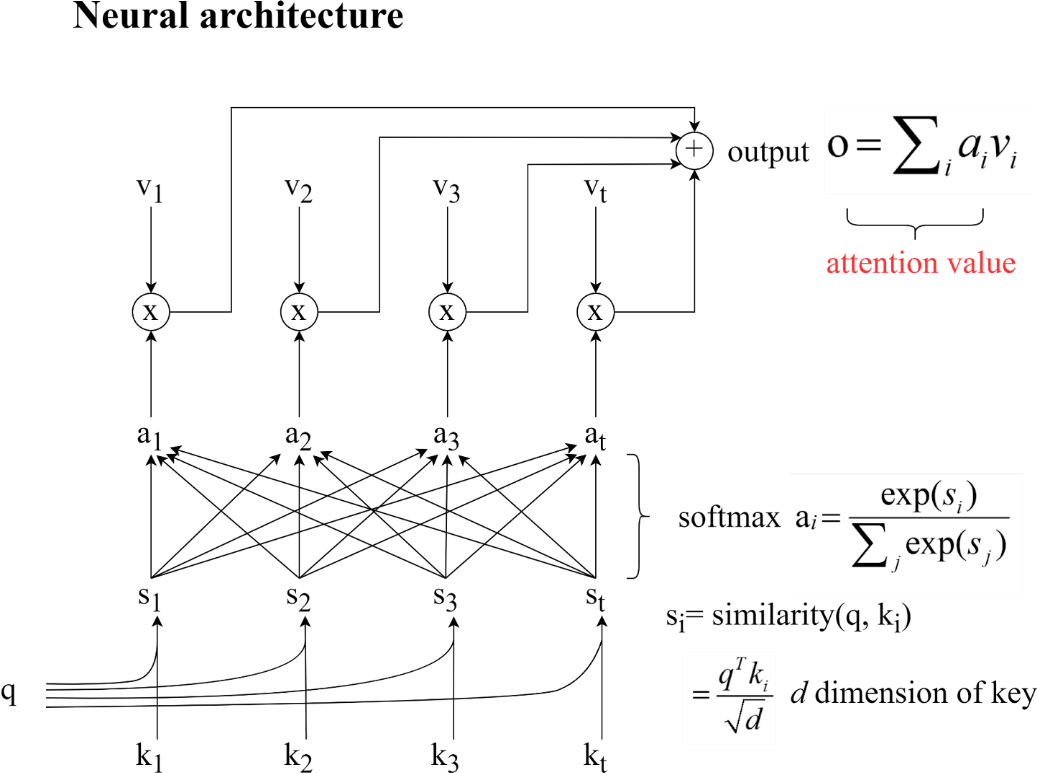 Neural architecture
output o = ∑ᵢ aᵢvᵢ
attention value
v₁ v₂ v₃ vₜ
x x x x
+
a₁ a₂ a₃ aₜ
softmax aᵢ= exp(sᵢ) / ∑ⱼ exp(sⱼ)
s₁ s₂ s₃ sₜ
sᵢ= similarity(q, kᵢ)
q
= qᵀkᵢ / √d d dimension of key
k₁ k₂ k₃ kₜ